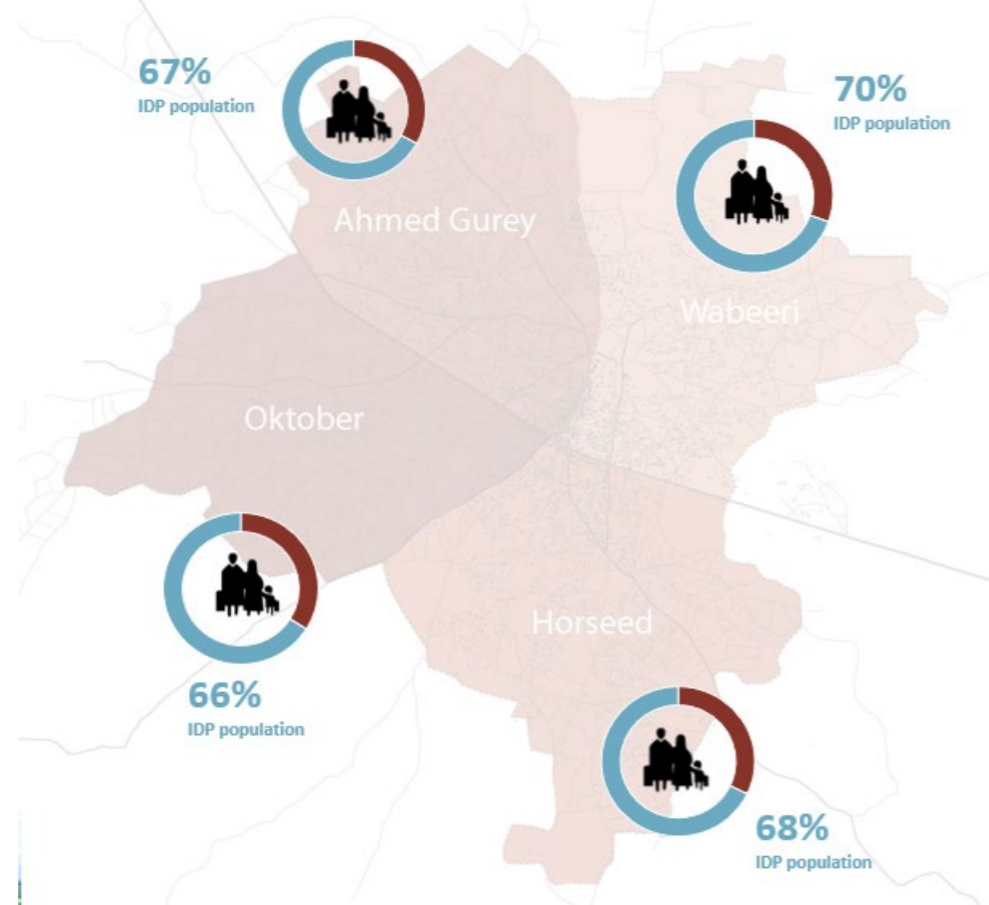 67%
IDP population
70%
IDP population
Ahmed Gurey
Wabeeri
Oktober
Horseed
66%
IDP population
68%
IDP population